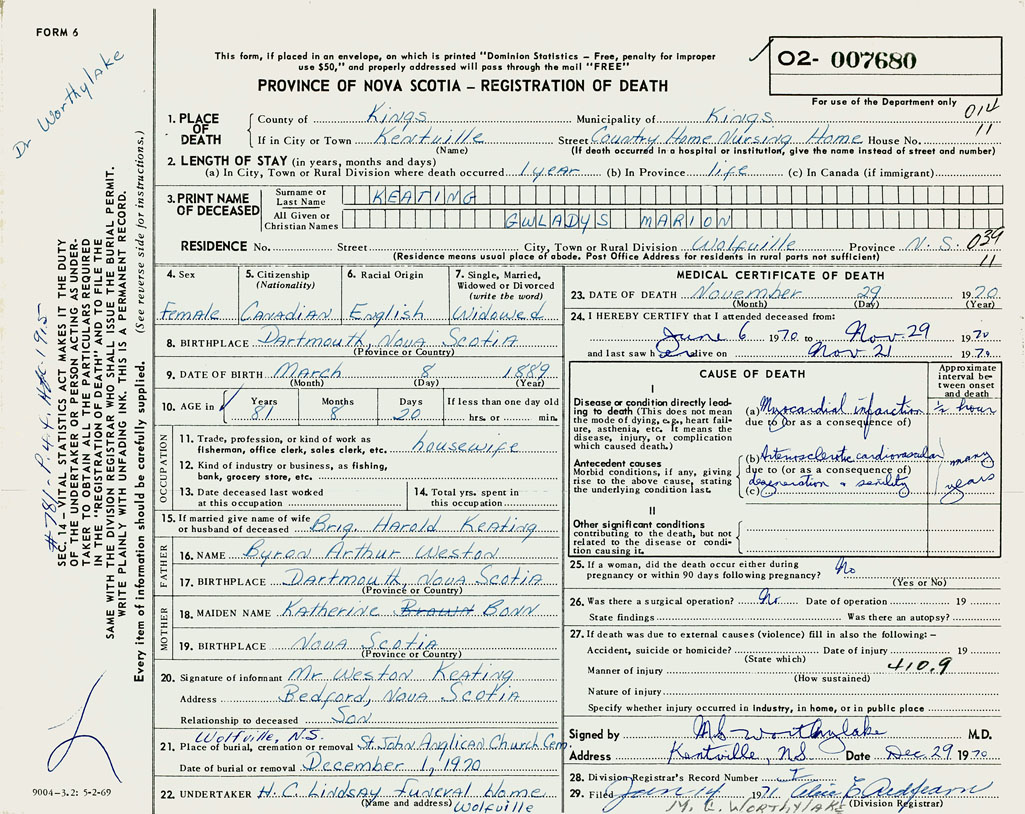 FORM 6
This form, if placed in an envelope, on which is printed "Dominion Statistics – Free, penalty for improper
use $50," and properly addressed will pass through the mail "FREE"
PROVINCE OF NOVA SCOTIA – REGISTRATION OF DEATH
02- 007680
For use of the Department only
014
11
Dr Worthylake
1. PLACE OF DEATH
County of Kings Municipality of Kings
If in City or Town Kentville Street Country Home Nursing Home House No.
(Name) (If death occurred in a hospital or institution, give the name instead of street and number)
2. LENGTH OF STAY (in years, months and days)
(a) In City, Town or Rural Division where death occurred 1 year (b) In Province life (c) In Canada (if immigrant)
3. PRINT NAME OF DECEASED
Surname or Last Name KEATING
All Given or Christian Names GWLADYS MARION
RESIDENCE No. Street City, Town or Rural Division Wolfville Province N.S. 039
(Residence means usual place of abode. Post Office Address for residents in rural parts not sufficient) 11
4. Sex Female
5. Citizenship (Nationality) Canadian
6. Racial Origin English
7. Single, Married, Widowed or Divorced (write the word) Widowed
8. BIRTHPLACE Dartmouth, Nova Scotia
(Province or Country)
9. DATE OF BIRTH March 8 1889
(Month) (Day) (Year)
10. AGE in Years 81 Months 8 Days 20 If less than one day old hrs. or min.
OCCUPATION
11. Trade, profession, or kind of work as fisherman, office clerk, sales clerk, etc. housewife
12. Kind of industry or business, as fishing, bank, grocery store, etc.
13. Date deceased last worked at this occupation
14. Total yrs. spent in this occupation
15. If married give name of wife or husband of deceased Brig. Harold Keating
FATHER
16. NAME Byron Arthur Weston
17. BIRTHPLACE Dartmouth, Nova Scotia
(Province or Country)
MOTHER
18. MAIDEN NAME Katherine Brown Bonn
19. BIRTHPLACE Nova Scotia
(Province or Country)
20. Signature of informant Mr. Weston Keating
Address Bedford, Nova Scotia
Relationship to deceased Son
Wolfville, N.S.
21. Place of burial, cremation or removal St. John Anglican Church Cem.
Date of burial or removal December 1, 1970
22. UNDERTAKER H.C. Lindsay Funeral Home
(Name and address) Wolfville
MEDICAL CERTIFICATE OF DEATH
23. DATE OF DEATH November 29 1970
(Month) (Day) (Year)
24. I HEREBY CERTIFY that I attended deceased from:
June 6 1970 to Nov. 29 1970
and last saw her alive on Nov 21 1970
CAUSE OF DEATH
Approximate interval between onset and death
I
Disease or condition directly leading to death (This does not mean the mode of dying, e.g., heart failure, asthenia, etc. It means the disease, injury, or complication which caused death.)
(a) Myocardial infarction ½ hour
due to (or as a consequence of)
Antecedent causes
Morbid conditions, if any, giving rise to the above cause, stating the underlying condition last.
(b) Arteriosclerotic cardiovascular many years
due to (or as a consequence of)
degeneration + senility
(c)
II
Other significant conditions contributing to the death, but not related to the disease or condition causing it.
25. If a woman, did the death occur either during pregnancy or within 90 days following pregnancy? No
(Yes or No)
26. Was there a surgical operation? No Date of operation 19
State findings Was there an autopsy?
27. If death was due to external causes (violence) fill in also the following: –
Accident, suicide or homicide? Date of injury 19
(State which)
410.9
Manner of injury
(How sustained)
Nature of injury
Specify whether injury occurred in industry, in home, or in public place
Signed by MS Worthylake M.D.
Address Kentville, NS Date Dec 29 1970
28. Division Registrar's Record Number
29. Filed Jan 14 1971
(Division Registrar)
M. E. WORTHYLAKE
SEC. 14 – VITAL STATISTICS ACT MAKES IT THE DUTY
OF THE UNDERTAKER OR PERSON ACTING AS UNDER-
TAKER TO OBTAIN ALL THE PARTICULARS REQUIRED
IN THE "REGISTRATION OF DEATH" AND TO FILE THE
SAME WITH THE DIVISION REGISTRAR WHO SHALL ISSUE THE BURIAL PERMIT.
WRITE PLAINLY WITH UNFADING INK. THIS IS A PERMANENT RECORD.
Every item of information should be carefully supplied. (See reverse side for instructions.)
9004-3.2: 5-2-69